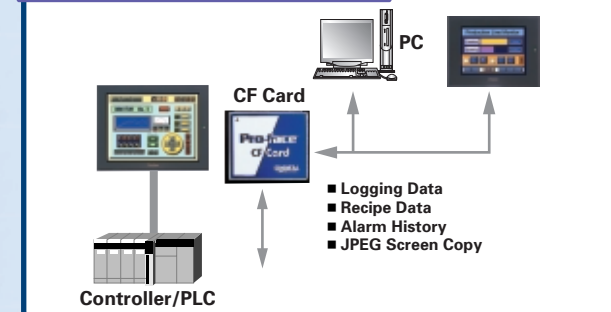 PC
CF Card
Pro-face
CF Card
■ Logging Data
■ Recipe Data
■ Alarm History
■ JPEG Screen Copy
Controller/PLC